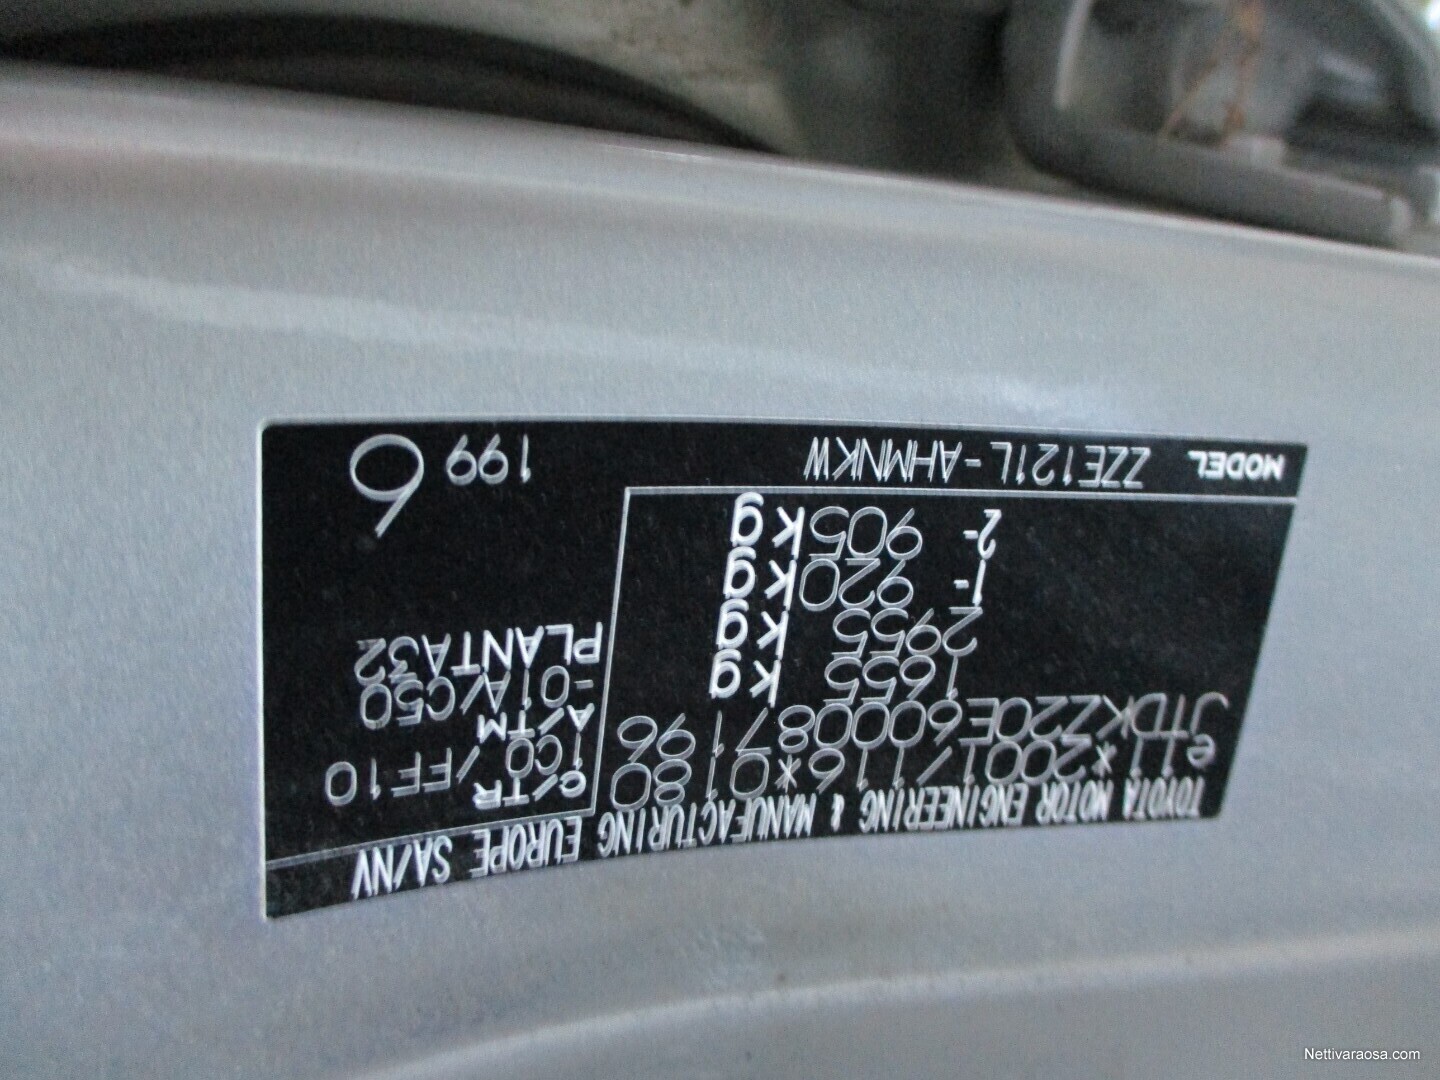 TOYOTA MOTOR ENGINEERING & MANUFACTURING EUROPE SA/NV
e11*2001/116*0180
JTDKZ20E600087196
1655 kg
2955 kg
1- 920 kg
2- 905 kg
C/TR
1C0 /FF10
A/TM
-01A/C50
PLANTA32
MODEL ZZE121L-AHMNKW
199 6
Nettivaraosa.com